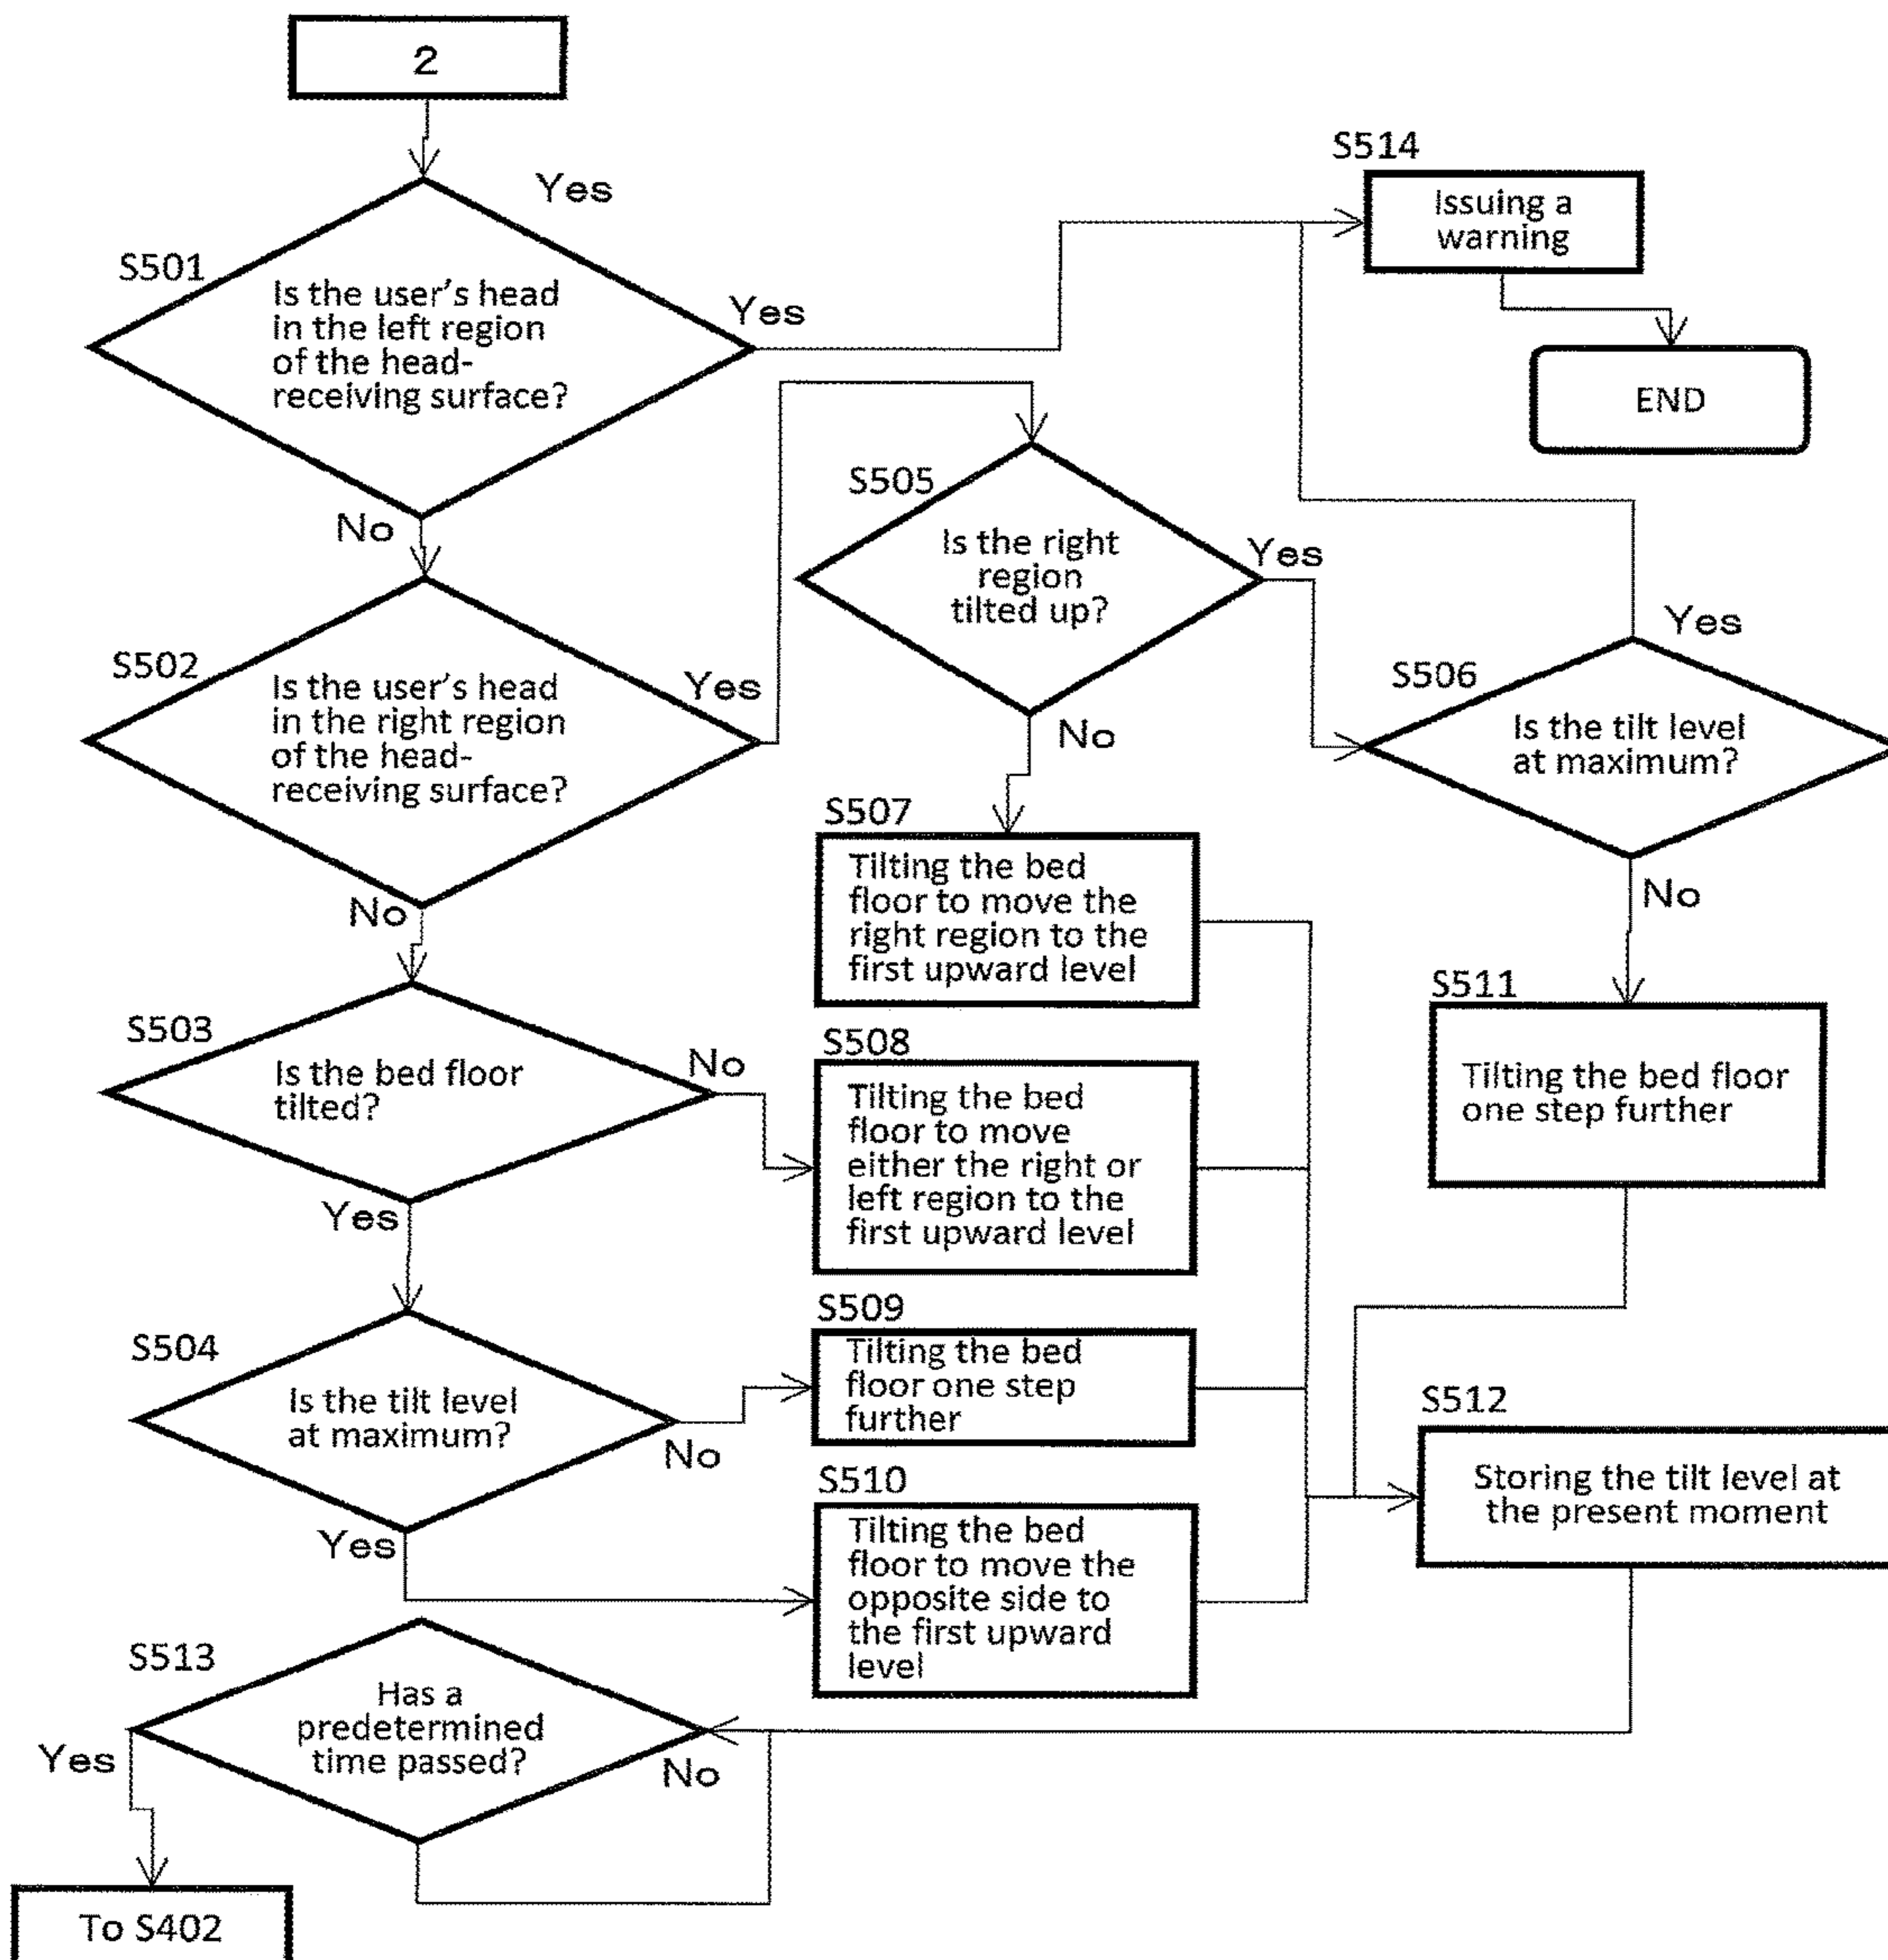 2
Yes
S501
Is the user's head
in the left region
of the head-
receiving surface?
Yes
No
S514
Issuing a
warning
END
S502
Is the user's head
in the right region
of the head-
receiving surface?
Yes
No
S505
Is the right
region
tilted up?
Yes
No
S506
Is the tilt level
at maximum?
Yes
No
S507
Tilting the bed
floor to move the
right region to the
first upward level
S503
Is the bed floor
tilted?
No
Yes
S508
Tilting the bed
floor to move
either the right or
left region to the
first upward level
S511
Tilting the bed floor
one step further
S504
Is the tilt level
at maximum?
No
Yes
S509
Tilting the bed
floor one step
further
S510
Tilting the bed
floor to move the
opposite side to
the first upward
level
S512
Storing the tilt level at
the present moment
S513
Has a
predetermined
time passed?
Yes
No
To S402